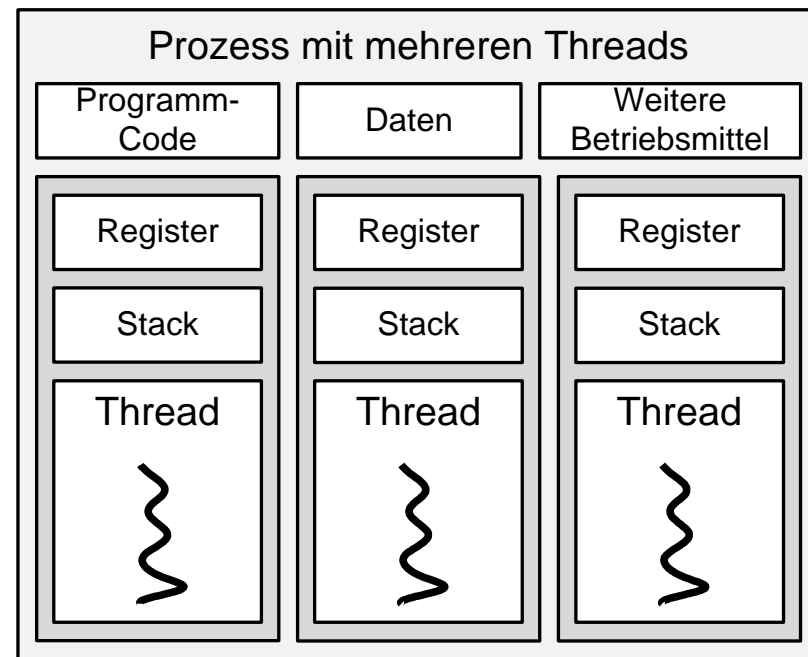 Prozess mit mehreren Threads
Programm-
Code
Daten
Weitere
Betriebsmittel
Register
Register
Register
Stack
Stack
Stack
Thread
Thread
Thread